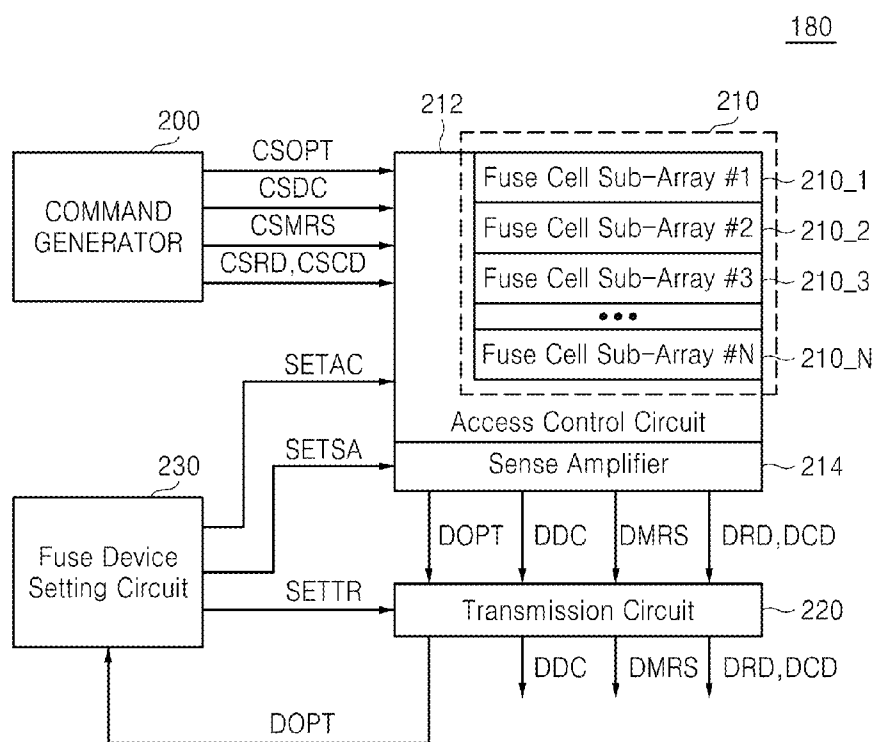 180
200
212
210
COMMAND
GENERATOR
CSOPT
CSDC
CSMRS
CSRD,CSCD
Fuse Cell Sub-Array #1
210_1
Fuse Cell Sub-Array #2
210_2
Fuse Cell Sub-Array #3
210_3
•••
Fuse Cell Sub-Array #N
210_N
SETAC
Access Control Circuit
SETSA
Sense Amplifier
214
230
Fuse Device
Setting Circuit
DOPT
DDC
DMRS
DRD,DCD
SETTR
Transmission Circuit
220
DDC
DMRS
DRD,DCD
DOPT